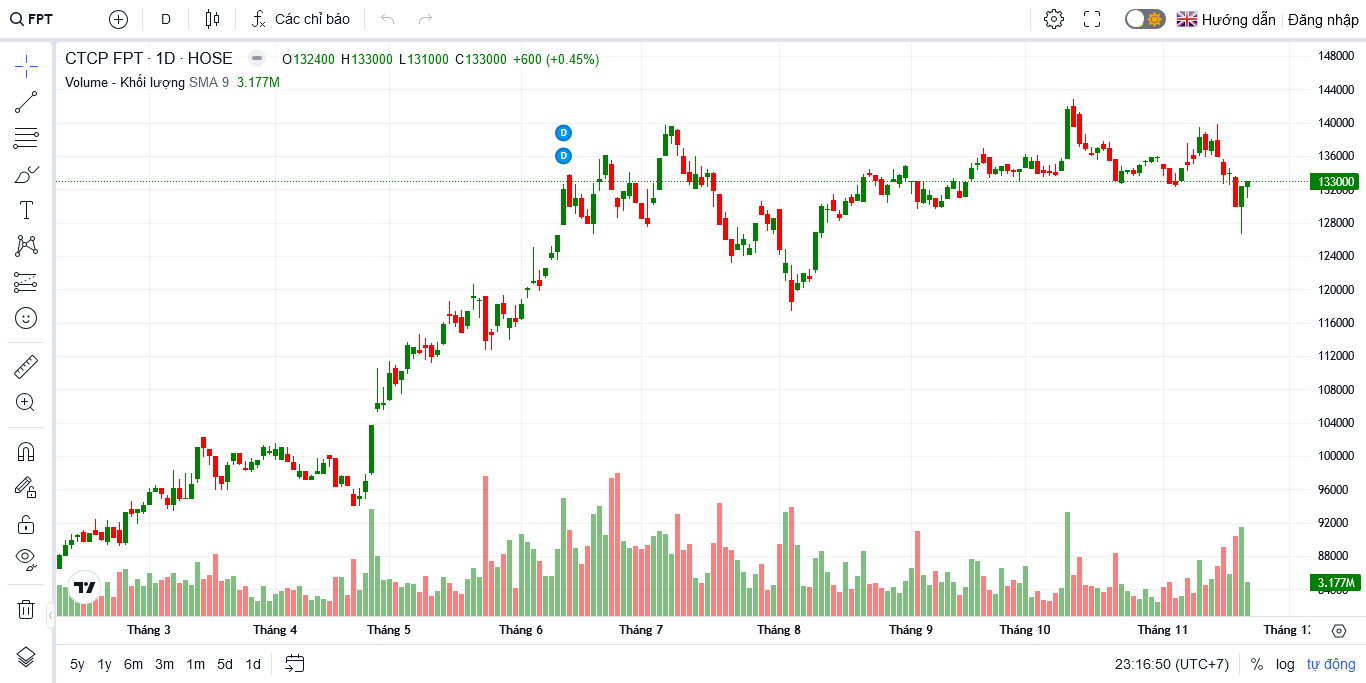 FPT D Các chỉ báo Hướng dẫn Đăng nhập
CTCP FPT · 1D · HOSE O132400 H133000 L131000 C133000 +600 (+0.45%)
Volume - Khối lượng SMA 9 3.177M
D
D
148000
144000
140000
136000
133000
132000
128000
124000
120000
116000
112000
108000
104000
100000
96000
92000
88000
3.177M
84000
Tháng 3 Tháng 4 Tháng 5 Tháng 6 Tháng 7 Tháng 8 Tháng 9 Tháng 10 Tháng 11 Tháng 12
5y 1y 6m 3m 1m 5d 1d 23:16:50 (UTC+7) % log tự động